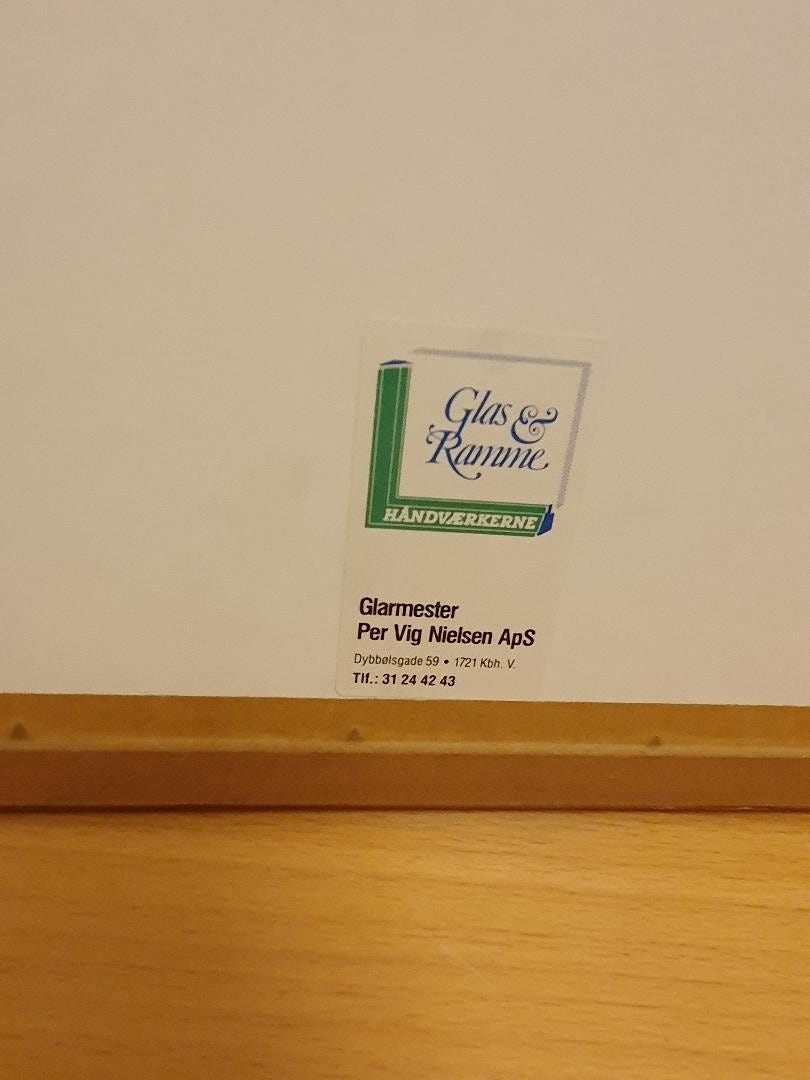 Glas &
Ramme
HÅNDVÆRKERNE
Glarmester
Per Vig Nielsen ApS
Dybbølsgade 59 • 1721 Kbh. V.
Tlf.: 31 24 42 43